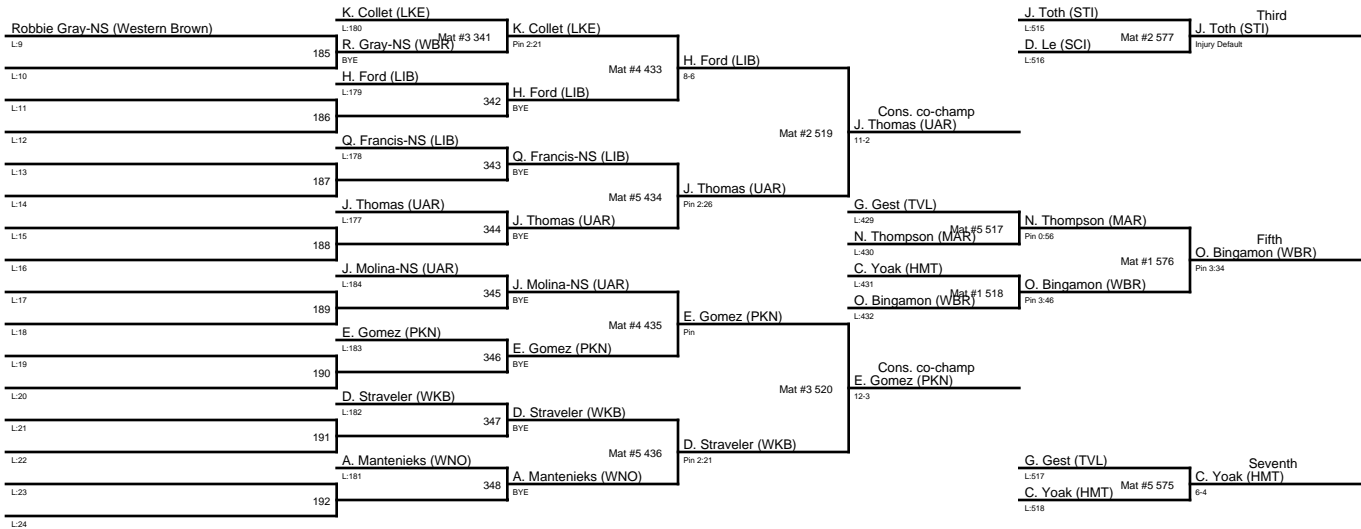 Robbie Gray-NS (Western Brown)
L:9
185
L:10
L:11
186
L:12
L:13
187
L:14
L:15
188
L:16
L:17
189
L:18
L:19
190
L:20
L:21
191
L:22
L:23
192
L:24
K. Collet (LKE)
L:180
Mat #3 341
R. Gray-NS (WBR)
BYE
H. Ford (LIB)
L:179
342
Q. Francis-NS (LIB)
L:178
343
J. Thomas (UAR)
L:177
344
J. Molina-NS (UAR)
L:184
345
E. Gomez (PKN)
L:183
346
D. Straveler (WKB)
L:182
347
A. Mantenieks (WNO)
L:181
348
K. Collet (LKE)
Pin 2:21
Mat #4 433
H. Ford (LIB)
BYE
Q. Francis-NS (LIB)
BYE
Mat #5 434
J. Thomas (UAR)
BYE
J. Molina-NS (UAR)
BYE
Mat #4 435
E. Gomez (PKN)
BYE
D. Straveler (WKB)
BYE
Mat #5 436
A. Mantenieks (WNO)
BYE
H. Ford (LIB)
8-6
Mat #2 519
J. Thomas (UAR)
Pin 2:26
E. Gomez (PKN)
Pin
Mat #3 520
D. Straveler (WKB)
Pin 2:21
Cons. co-champ
J. Thomas (UAR)
11-2
Cons. co-champ
E. Gomez (PKN)
12-3
G. Gest (TVL)
L:429
Mat #5 517
N. Thompson (MAR)
L:430
C. Yoak (HMT)
L:431
Mat #1 518
O. Bingamon (WBR)
L:432
N. Thompson (MAR)
Pin 0:56
Mat #1 576
O. Bingamon (WBR)
Pin 3:46
Fifth
O. Bingamon (WBR)
Pin 3:34
J. Toth (STI)
L:515
Mat #2 577
D. Le (SCI)
L:516
Third
J. Toth (STI)
Injury Default
G. Gest (TVL)
L:517
Mat #5 575
C. Yoak (HMT)
L:518
Seventh
C. Yoak (HMT)
6-4